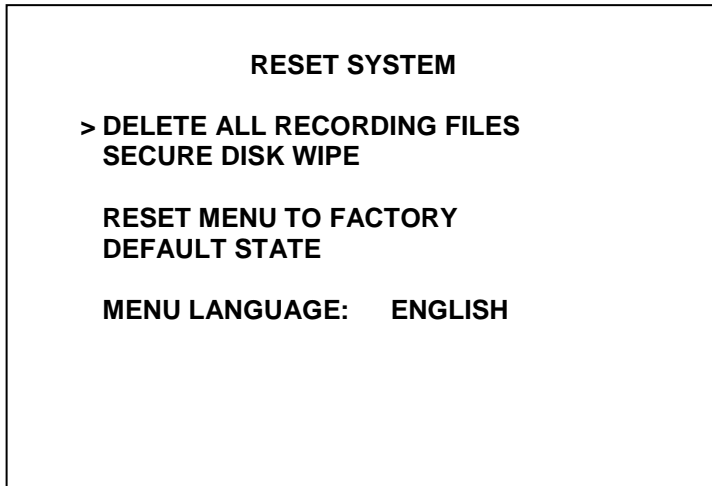 RESET SYSTEM
> DELETE ALL RECORDING FILES
SECURE DISK WIPE
RESET MENU TO FACTORY
DEFAULT STATE
MENU LANGUAGE: ENGLISH